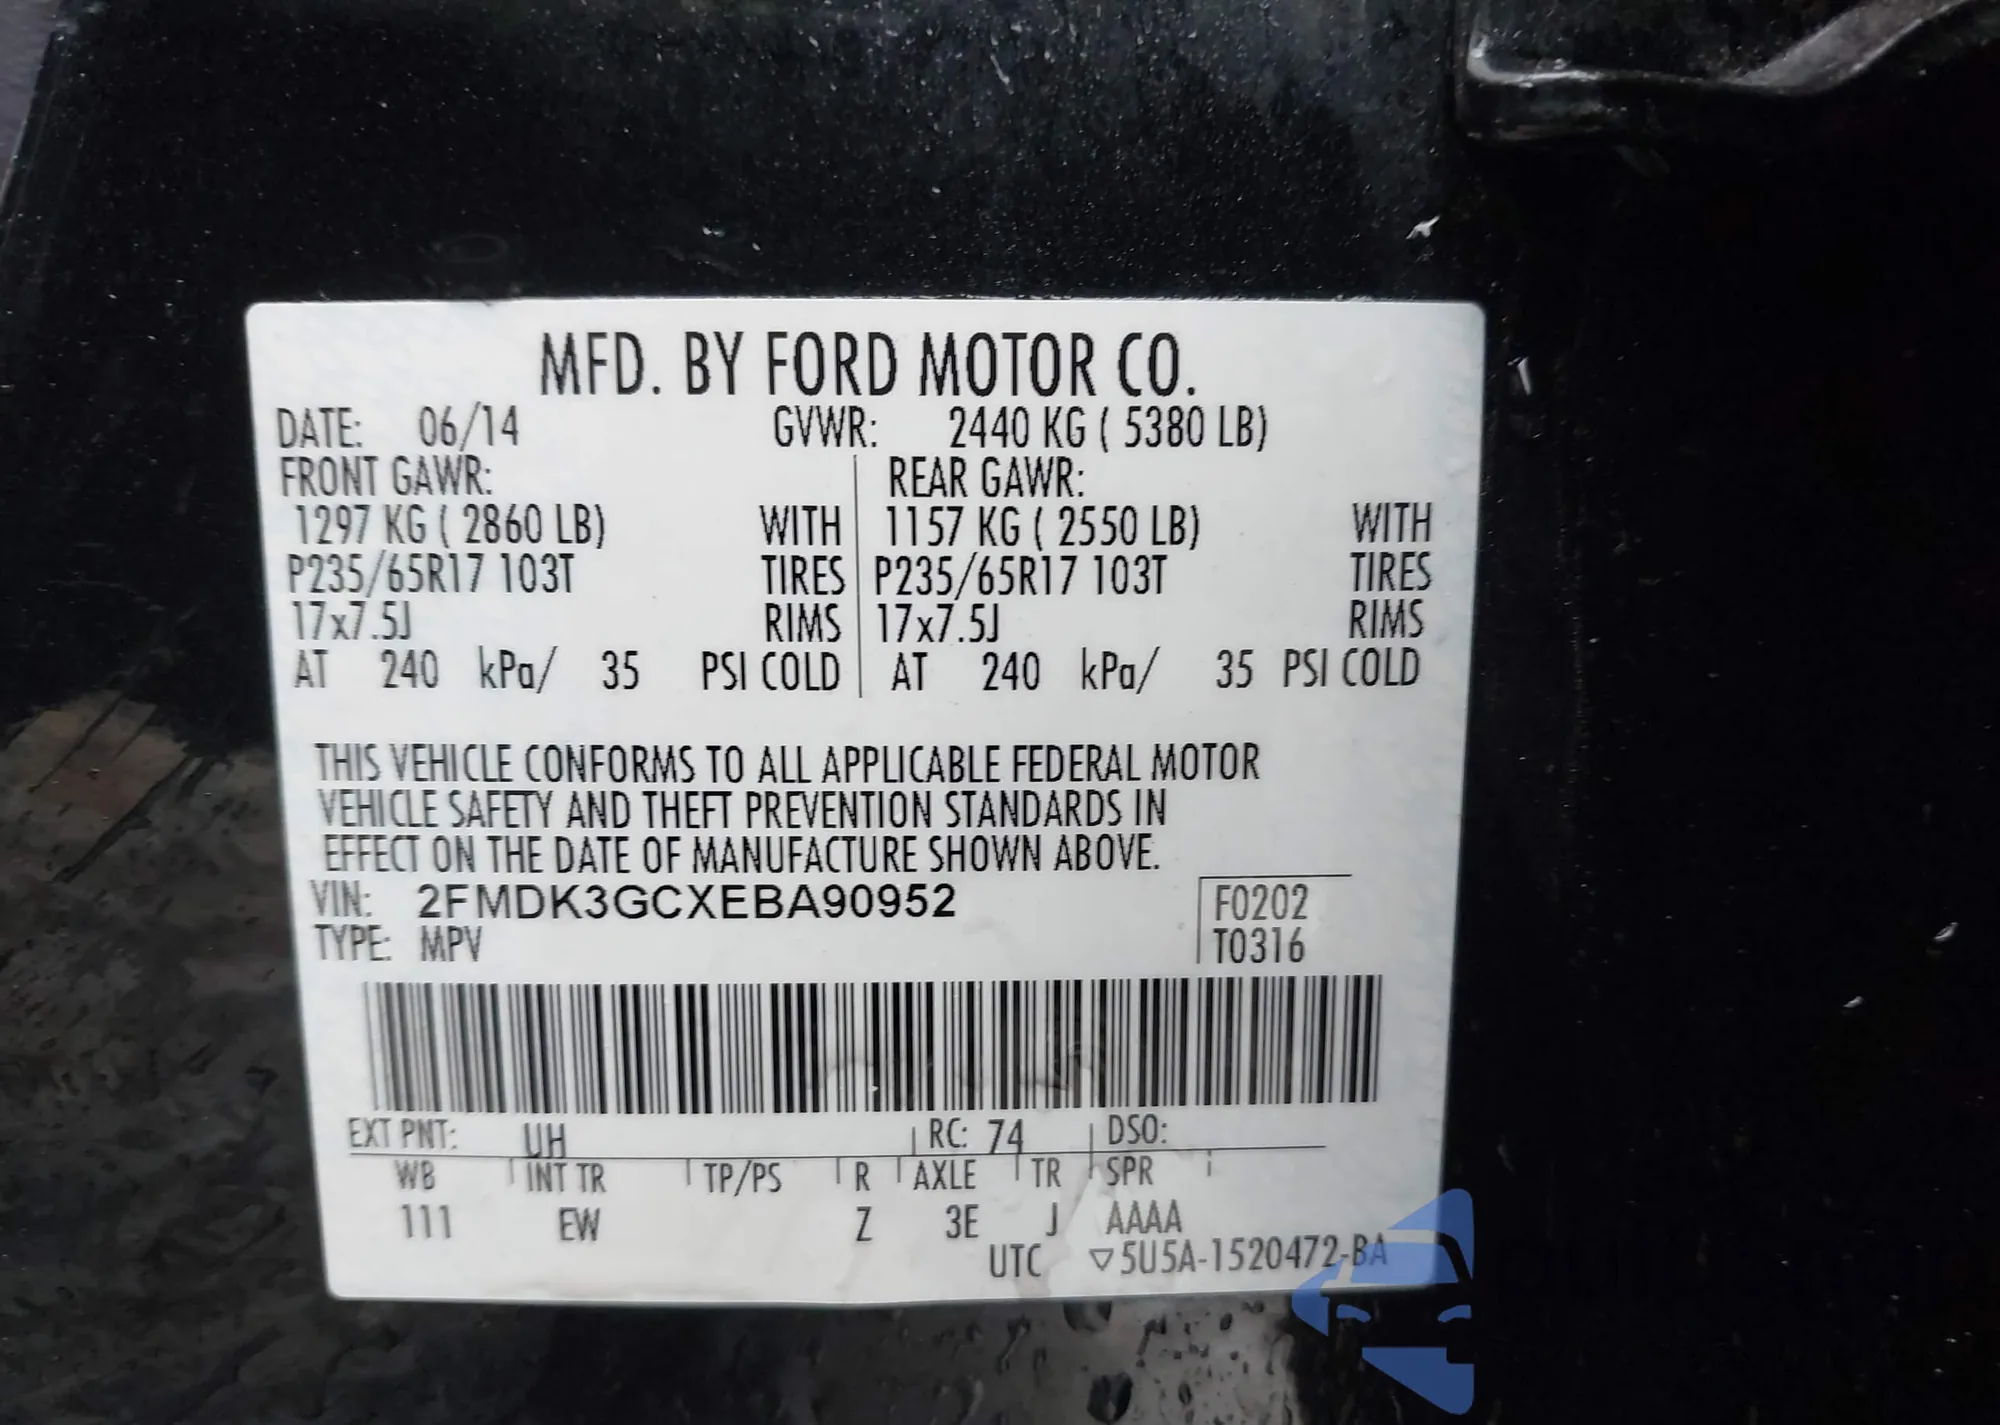 MFD. BY FORD MOTOR CO.
DATE: 06/14 GVWR: 2440 KG ( 5380 LB)
FRONT GAWR: REAR GAWR:
1297 KG ( 2860 LB) WITH 1157 KG ( 2550 LB) WITH
P235/65R17 103T TIRES P235/65R17 103T TIRES
17x7.5J RIMS 17x7.5J RIMS
AT 240 kPa/ 35 PSI COLD AT 240 kPa/ 35 PSI COLD
THIS VEHICLE CONFORMS TO ALL APPLICABLE FEDERAL MOTOR
VEHICLE SAFETY AND THEFT PREVENTION STANDARDS IN
EFFECT ON THE DATE OF MANUFACTURE SHOWN ABOVE.
VIN: 2FMDK3GCXEBA90952 F0202
TYPE: MPV T0316
EXT PNT: UH RC: 74 DSO:
WB INT TR TP/PS R AXLE TR SPR
111 EW Z 3E J AAAA
UTC ▽5U5A-1520472-BA